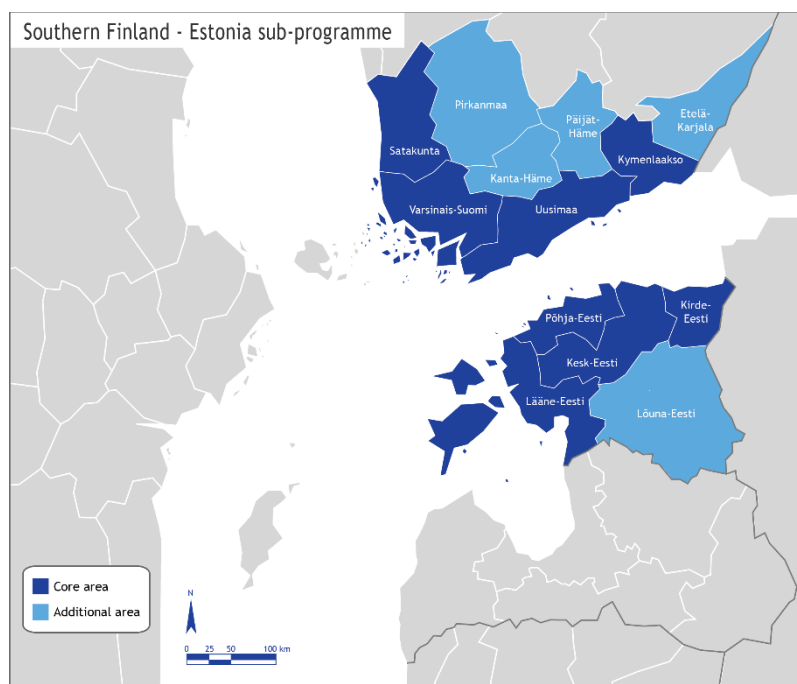 Southern Finland - Estonia sub-programme
Pirkanmaa
Päijät-
Häme
Etelä-
Karjala
Satakunta
Kymenlaakso
Kanta-Häme
Varsinais-Suomi
Uusimaa
Kirde-
Eesti
Põhja-Eesti
Kesk-Eesti
Lääne-Eesti
Lõuna-Eesti
Core area
Additional area
N
0 25 50 100 km